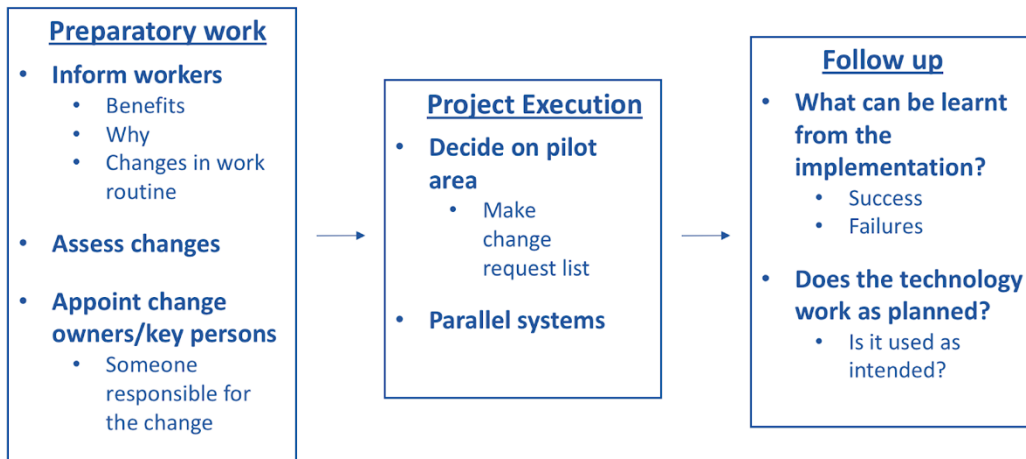 Preparatory work
• Inform workers
• Benefits
• Why
• Changes in work
routine
• Assess changes
• Appoint change
owners/key persons
• Someone
responsible for
the change
Project Execution
• Decide on pilot
area
• Make
change
request list
• Parallel systems
Follow up
• What can be learnt
from the
implementation?
• Success
• Failures
• Does the technology
work as planned?
• Is it used as
intended?